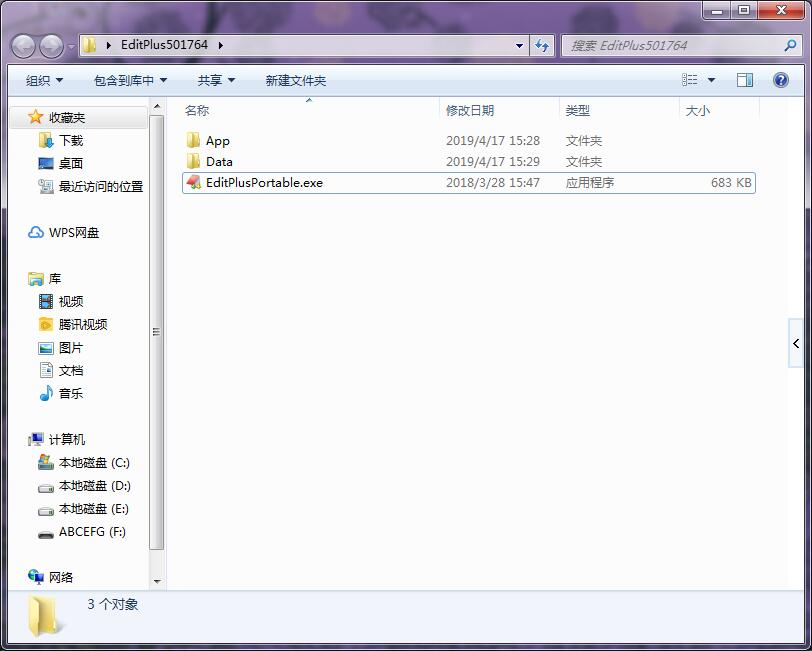 EditPlus501764
搜索 EditPlus501764
组织 包含到库中 共享 新建文件夹
名称 修改日期 类型 大小
App 2019/4/17 15:28 文件夹
Data 2019/4/17 15:29 文件夹
EditPlusPortable.exe 2018/3/28 15:47 应用程序 683 KB
收藏夹
下载
桌面
最近访问的位置
WPS网盘
库
视频
腾讯视频
图片
文档
音乐
计算机
本地磁盘 (C:)
本地磁盘 (D:)
本地磁盘 (E:)
ABCEFG (F:)
网络
3 个对象